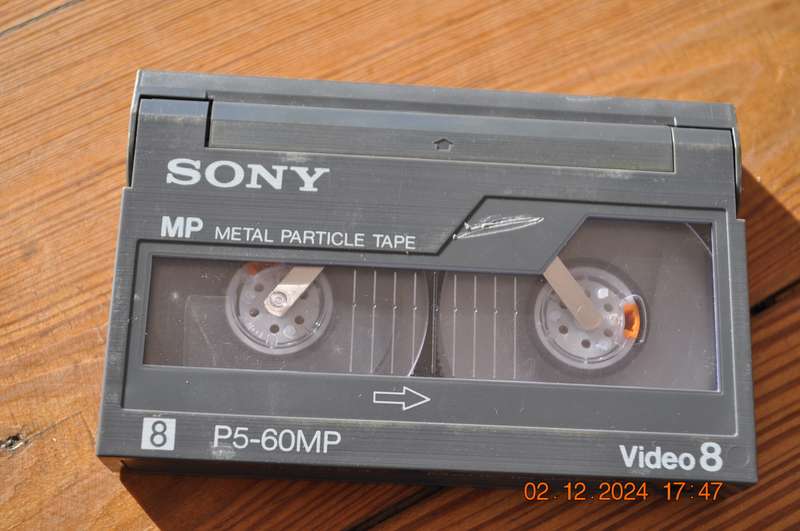 SONY
MP METAL PARTICLE TAPE
8 P5-60MP
Video 8
02.12.2024 17:47